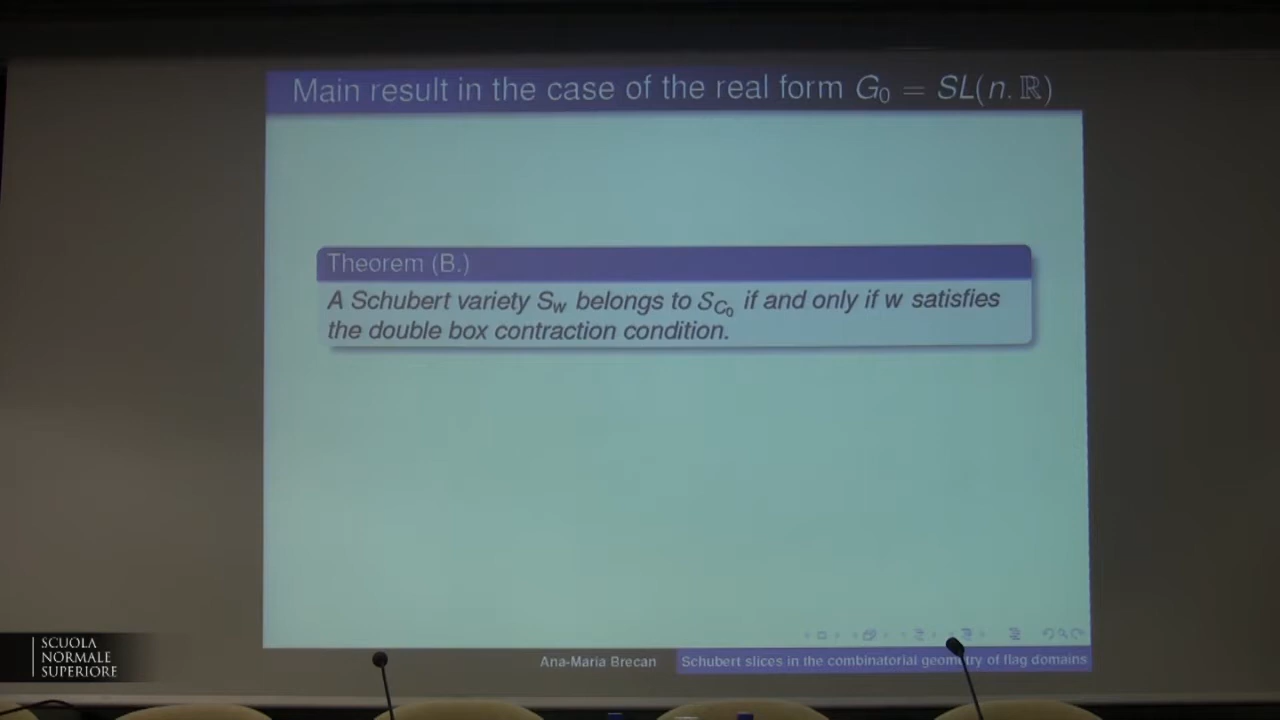 Main result in the case of the real form G₀ = SL(n.ℝ)
Theorem (B.)
A Schubert variety S_w belongs to S_{C₀} if and only if w satisfies
the double box contraction condition.
Ana-Maria Brecan
Schubert slices in the combinatorial geometry of flag domains
SCUOLA
NORMALE
SUPERIORE